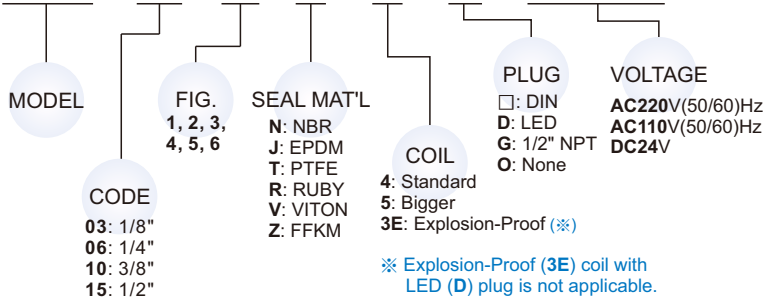 MODEL
CODE
03: 1/8"
06: 1/4"
10: 3/8"
15: 1/2"
FIG.
1, 2, 3,
4, 5, 6
SEAL MAT'L
N: NBR
J: EPDM
T: PTFE
R: RUBY
V: VITON
Z: FFKM
COIL
4: Standard
5: Bigger
3E: Explosion-Proof (※)
PLUG
□: DIN
D: LED
G: 1/2" NPT
O: None
VOLTAGE
AC220V(50/60)Hz
AC110V(50/60)Hz
DC24V
※ Explosion-Proof (3E) coil with
LED (D) plug is not applicable.